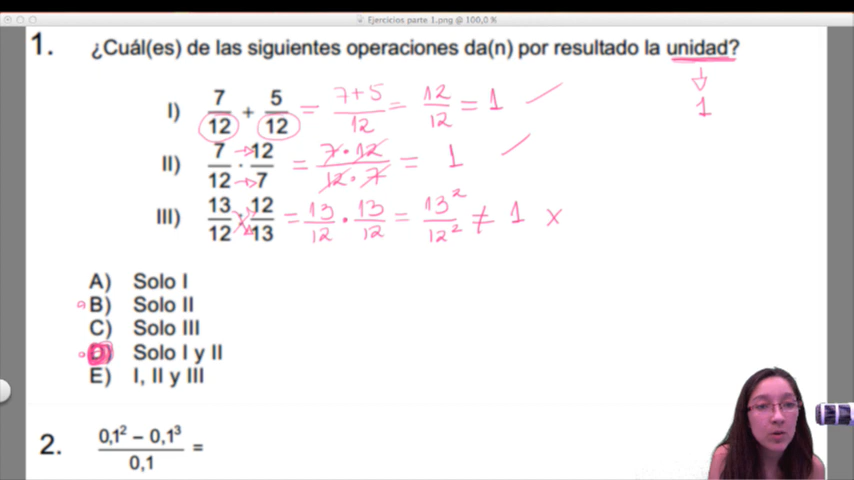 Ejercicios parte 1.png @ 100,0 %
1. ¿Cuál(es) de las siguientes operaciones da(n) por resultado la unidad?
1
I) 7/12 + 5/12 = 7+5/12 = 12/12 = 1
II) 7/12 · 12/7 = 7·12/12·7 = 1
III) 13/12 : 12/13 = 13/12 · 13/12 = 13²/12² ≠ 1 x
A) Solo I
B) Solo II
C) Solo III
D) Solo I y II
E) I, II y III
2. 0,1² – 0,1³/0,1 =